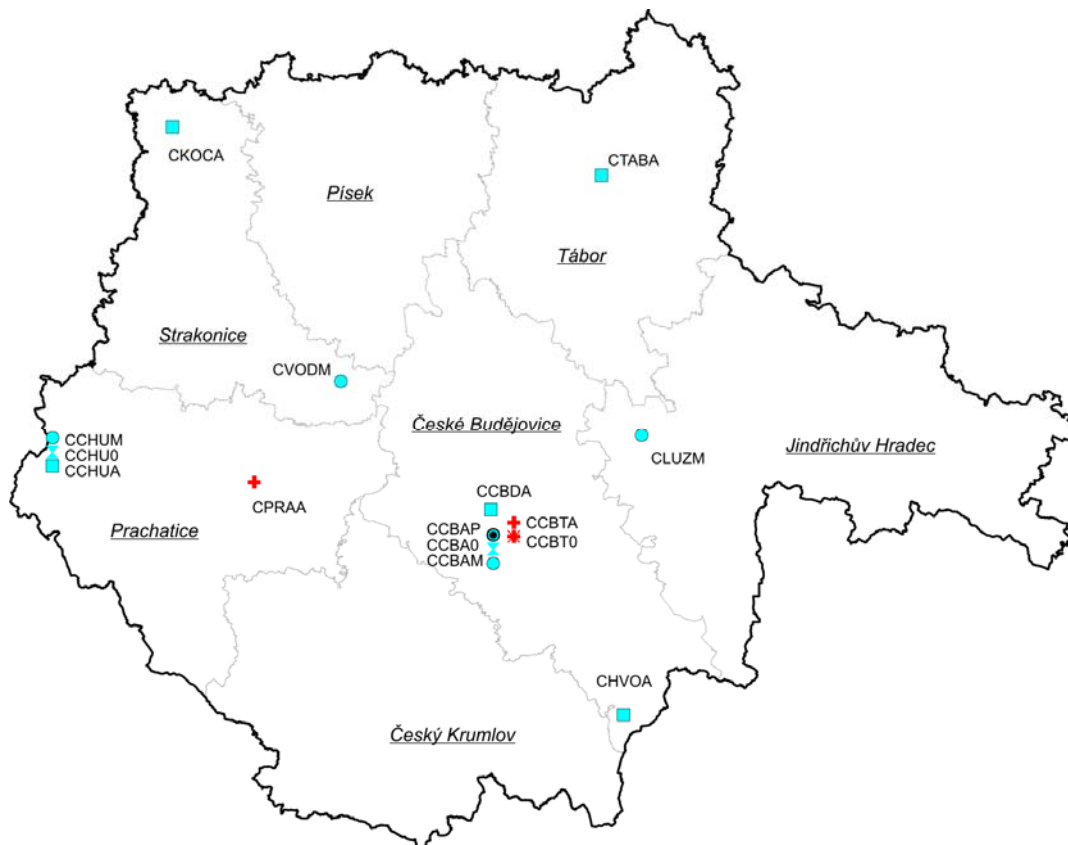 CKOCA
CTABA
Písek
Tábor
Strakonice
CVODM
České Budějovice
CCHUM
CCHU0
CCHUA
CLUZM
Jindřichův Hradec
CPRAA
CCBDA
Prachatice
CCBAP
CCBTA
CCBA0
CCBT0
CCBAM
CHVOA
Český Krumlov